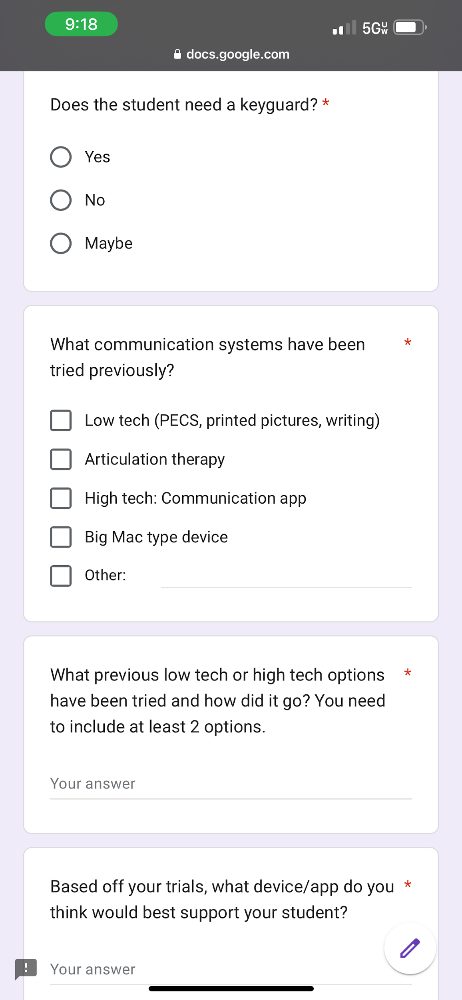 9:18
5G UW
docs.google.com
Does the student need a keyguard? *
Yes
No
Maybe
What communication systems have been *
tried previously?
Low tech (PECS, printed pictures, writing)
Articulation therapy
High tech: Communication app
Big Mac type device
Other:
What previous low tech or high tech options *
have been tried and how did it go? You need
to include at least 2 options.
Your answer
Based off your trials, what device/app do you *
think would best support your student?
Your answer